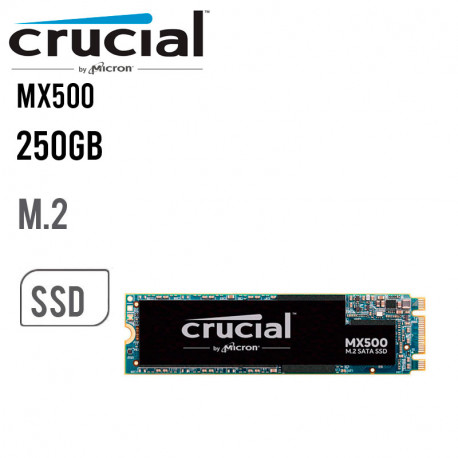 crucial
by Micron
MX500
250GB
M.2
SSD
crucial
by Micron
MX500
M.2 SATA SSD